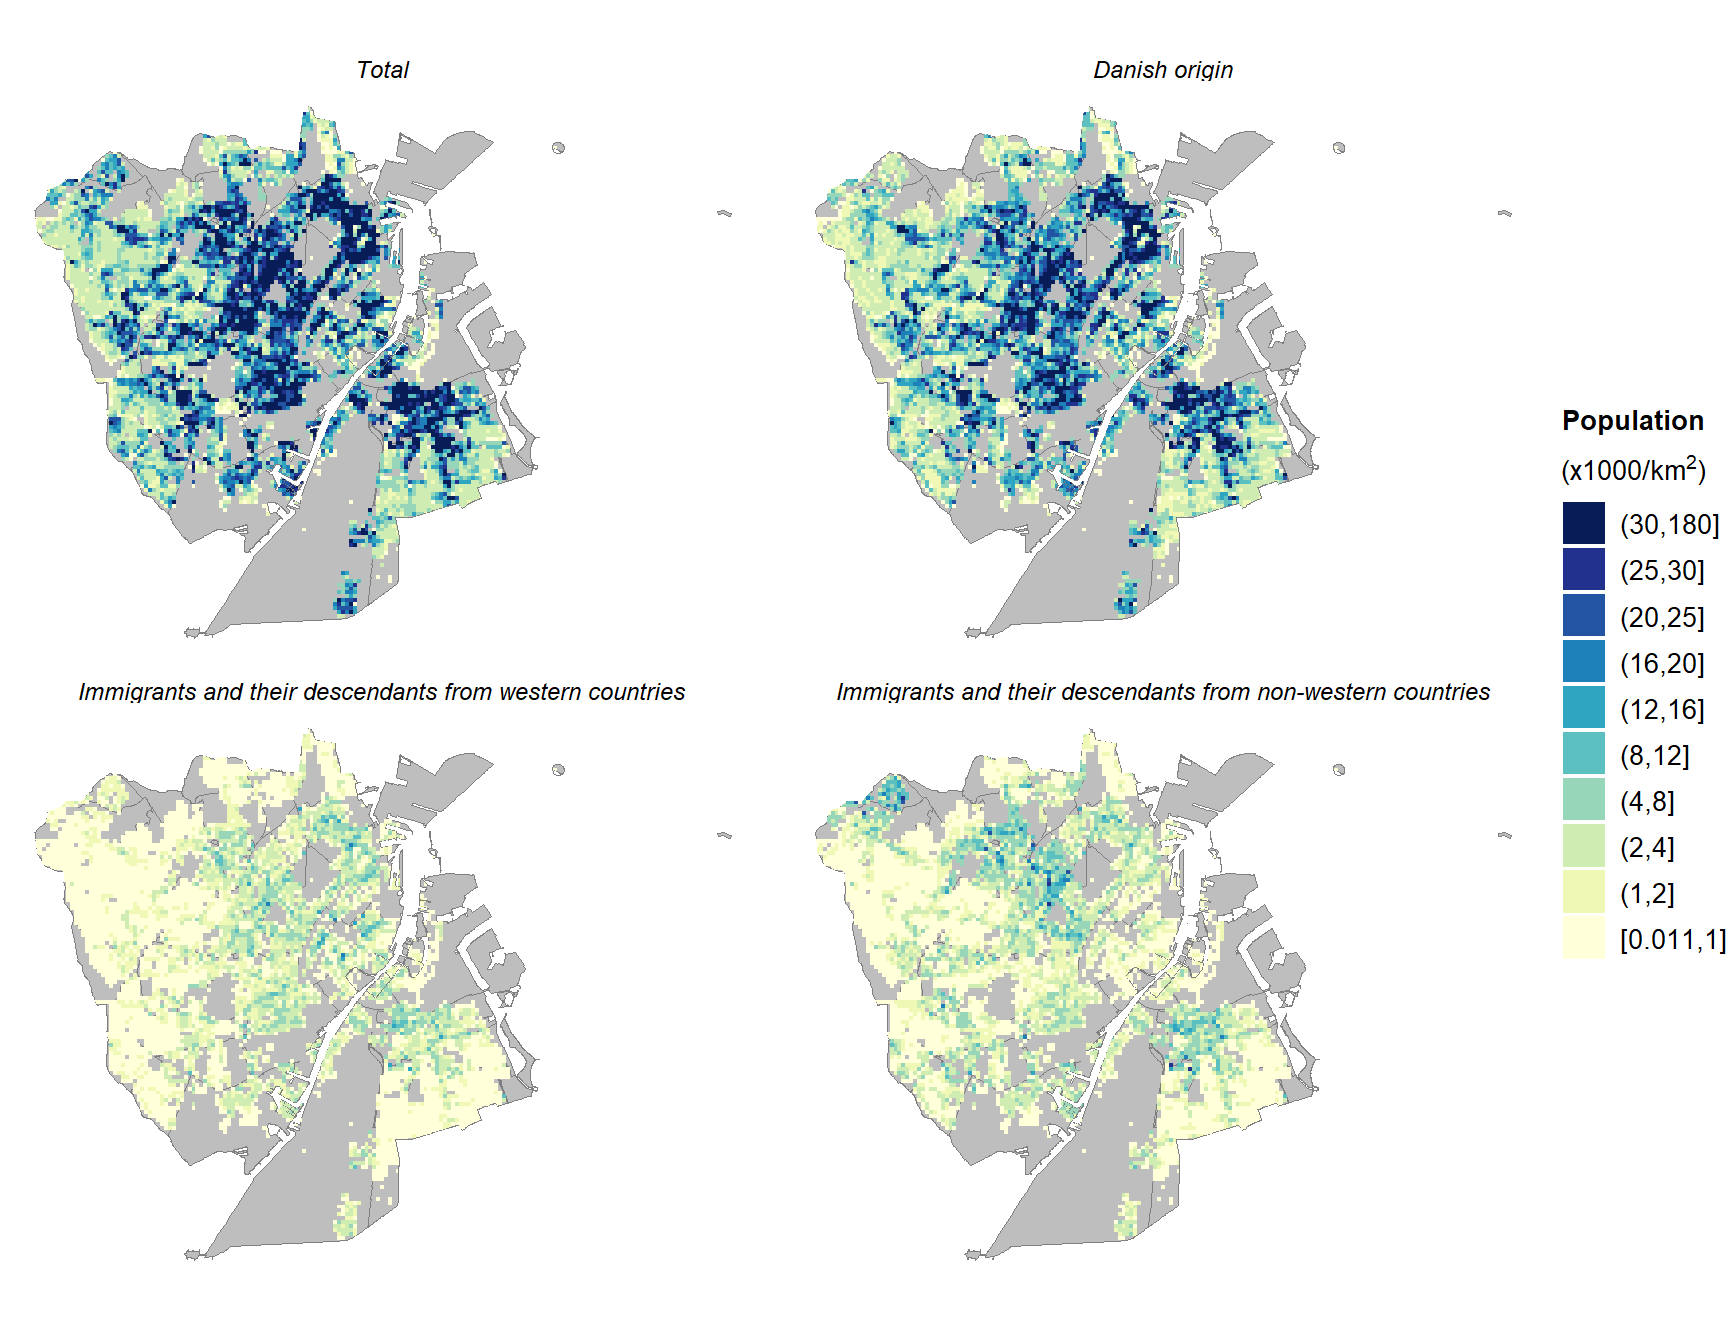 Total
Danish origin
Immigrants and their descendants from western countries
Immigrants and their descendants from non-western countries
Population
(x1000/km²)
(30,180]
(25,30]
(20,25]
(16,20]
(12,16]
(8,12]
(4,8]
(2,4]
(1,2]
[0.011,1]